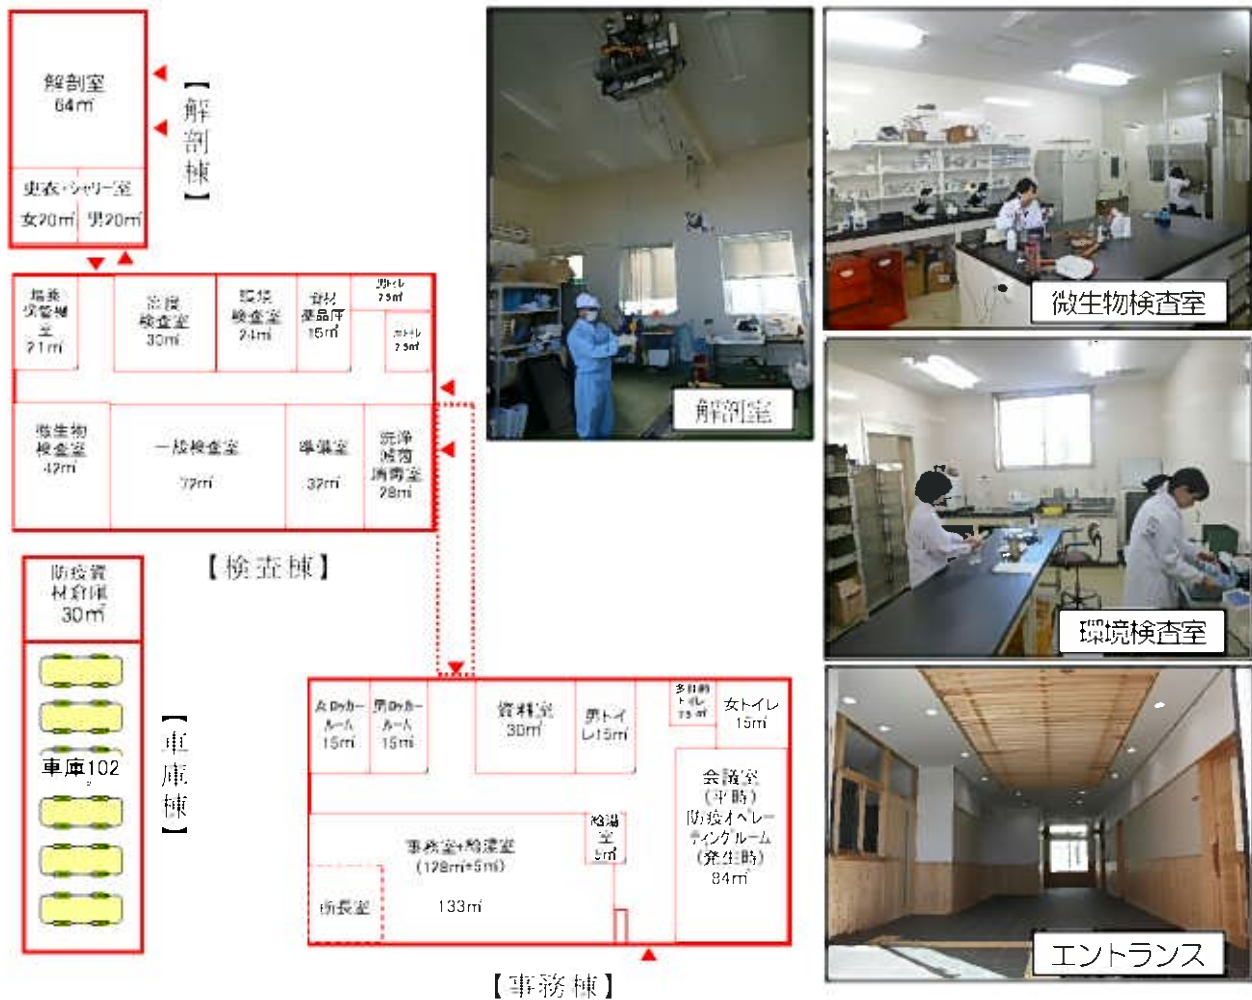 解剖室
64㎡
【解剖棟】
更衣・シャワー室
女20㎡
男20㎡
培養
保管棚
室
21㎡
検査室
30㎡
環境
検査室
24㎡
資材
薬品庫
15㎡
男トイレ
7.5㎡
女トイレ
7.5㎡
微生物
検査室
42㎡
一般検査室
72㎡
準備室
32㎡
洗浄
滅菌
消毒室
28㎡
【検査棟】
防疫資
材倉庫
30㎡
車庫102
㎡
【車庫棟】
女ロッカー
ルーム
15㎡
男ロッカー
ルーム
15㎡
資料室
30㎡
男トイ
レ15㎡
多目的
トイレ
7.5㎡
女トイレ
15㎡
会議室
(平時)
防疫オペレー
ティングルーム
(発生時)
84㎡
給湯
室
5㎡
事務室+給湯室
(128㎡+5㎡)
133㎡
所長室
【事務棟】
解剖室
微生物検査室
環境検査室
エントランス